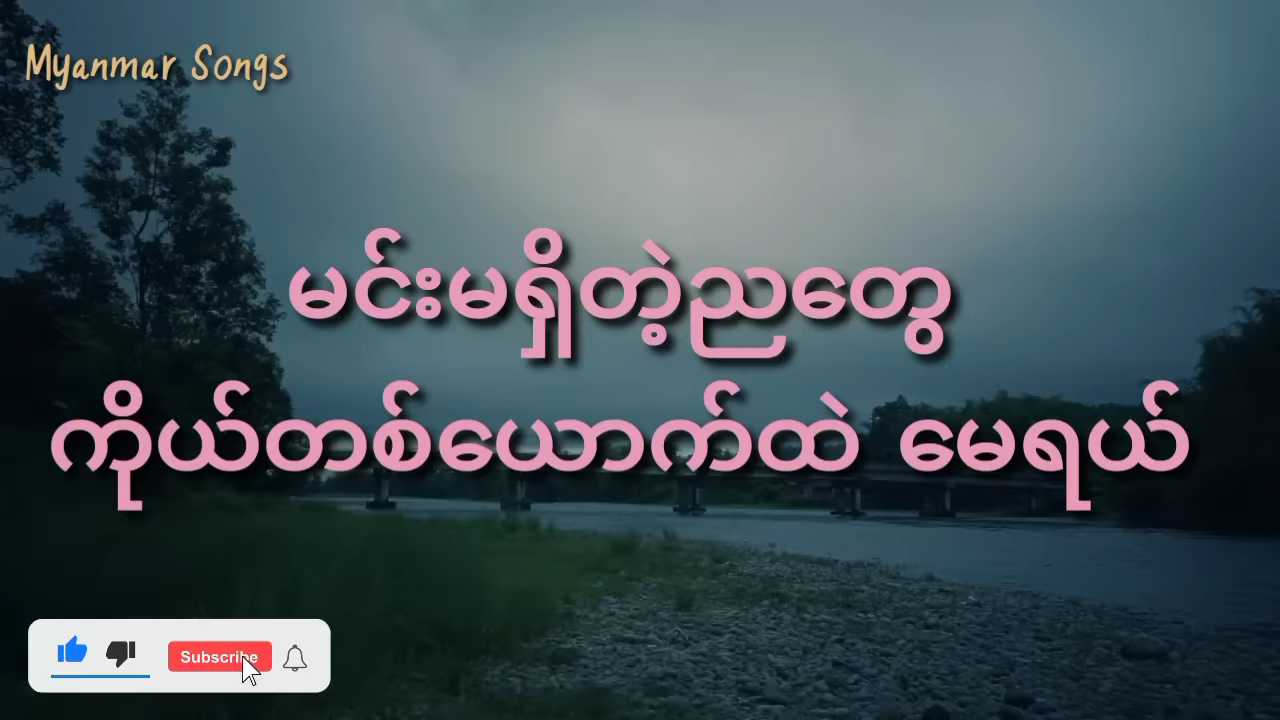 Myanmar Songs
မင်းမရှိတဲ့ညတွေ
ကိုယ်တစ်ယောက်ထဲ မေရယ်
Subscribe